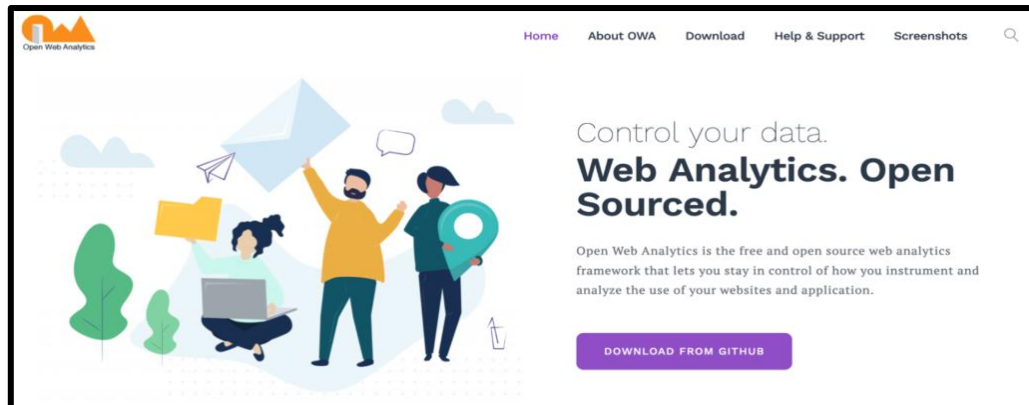 Open Web Analytics
Home About OWA Download Help & Support Screenshots
Control your data.
Web Analytics. Open
Sourced.
Open Web Analytics is the free and open source web analytics
framework that lets you stay in control of how you instrument and
analyze the use of your websites and application.
DOWNLOAD FROM GITHUB